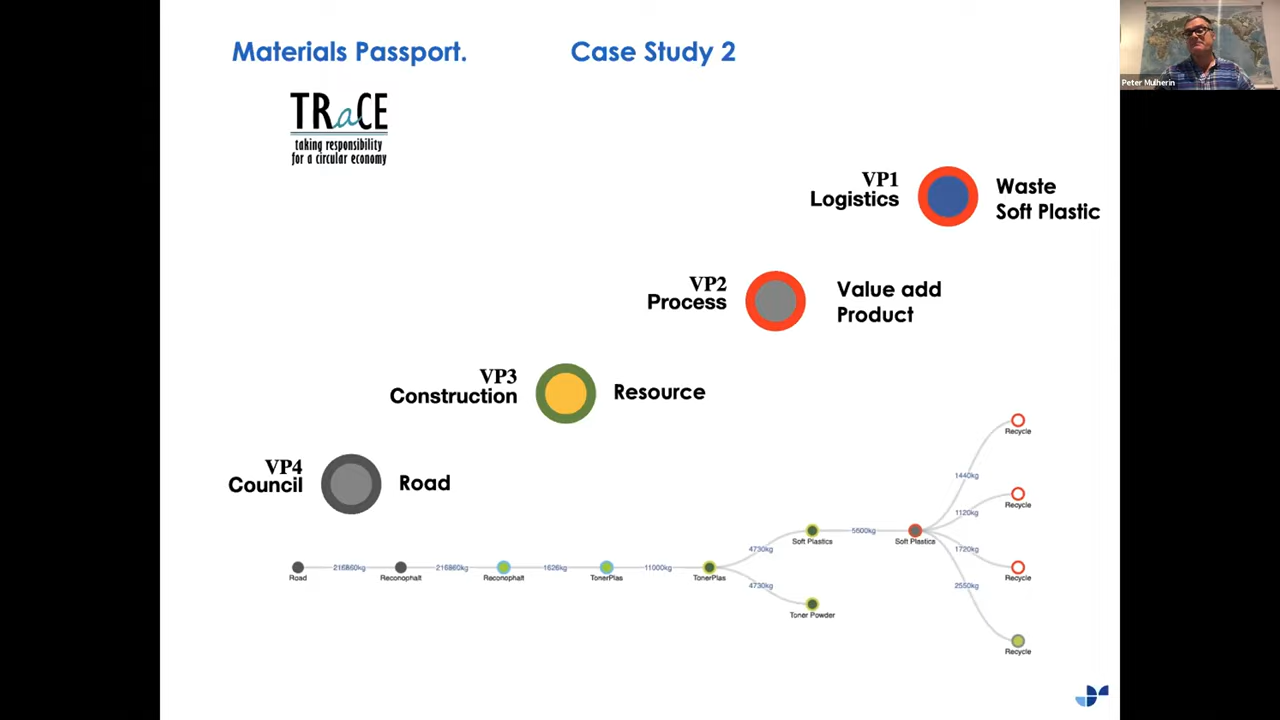 Materials Passport.
Case Study 2
Peter Mulherin
TRaCE
taking responsibility
for a circular economy
VP1
Logistics
Waste
Soft Plastic
VP2
Process
Value add
Product
VP3
Construction
Resource
VP4
Council
Road
Recycle
1440kg
Recycle
1120kg
Soft Plastics
5600kg
Soft Plastics
4730kg
1720kg
Road
216860kg
Reconophalt
216860kg
Reconophalt
1626kg
TonerPlas
11000kg
TonerPlas
Recycle
4730kg
2550kg
Toner Powder
Recycle